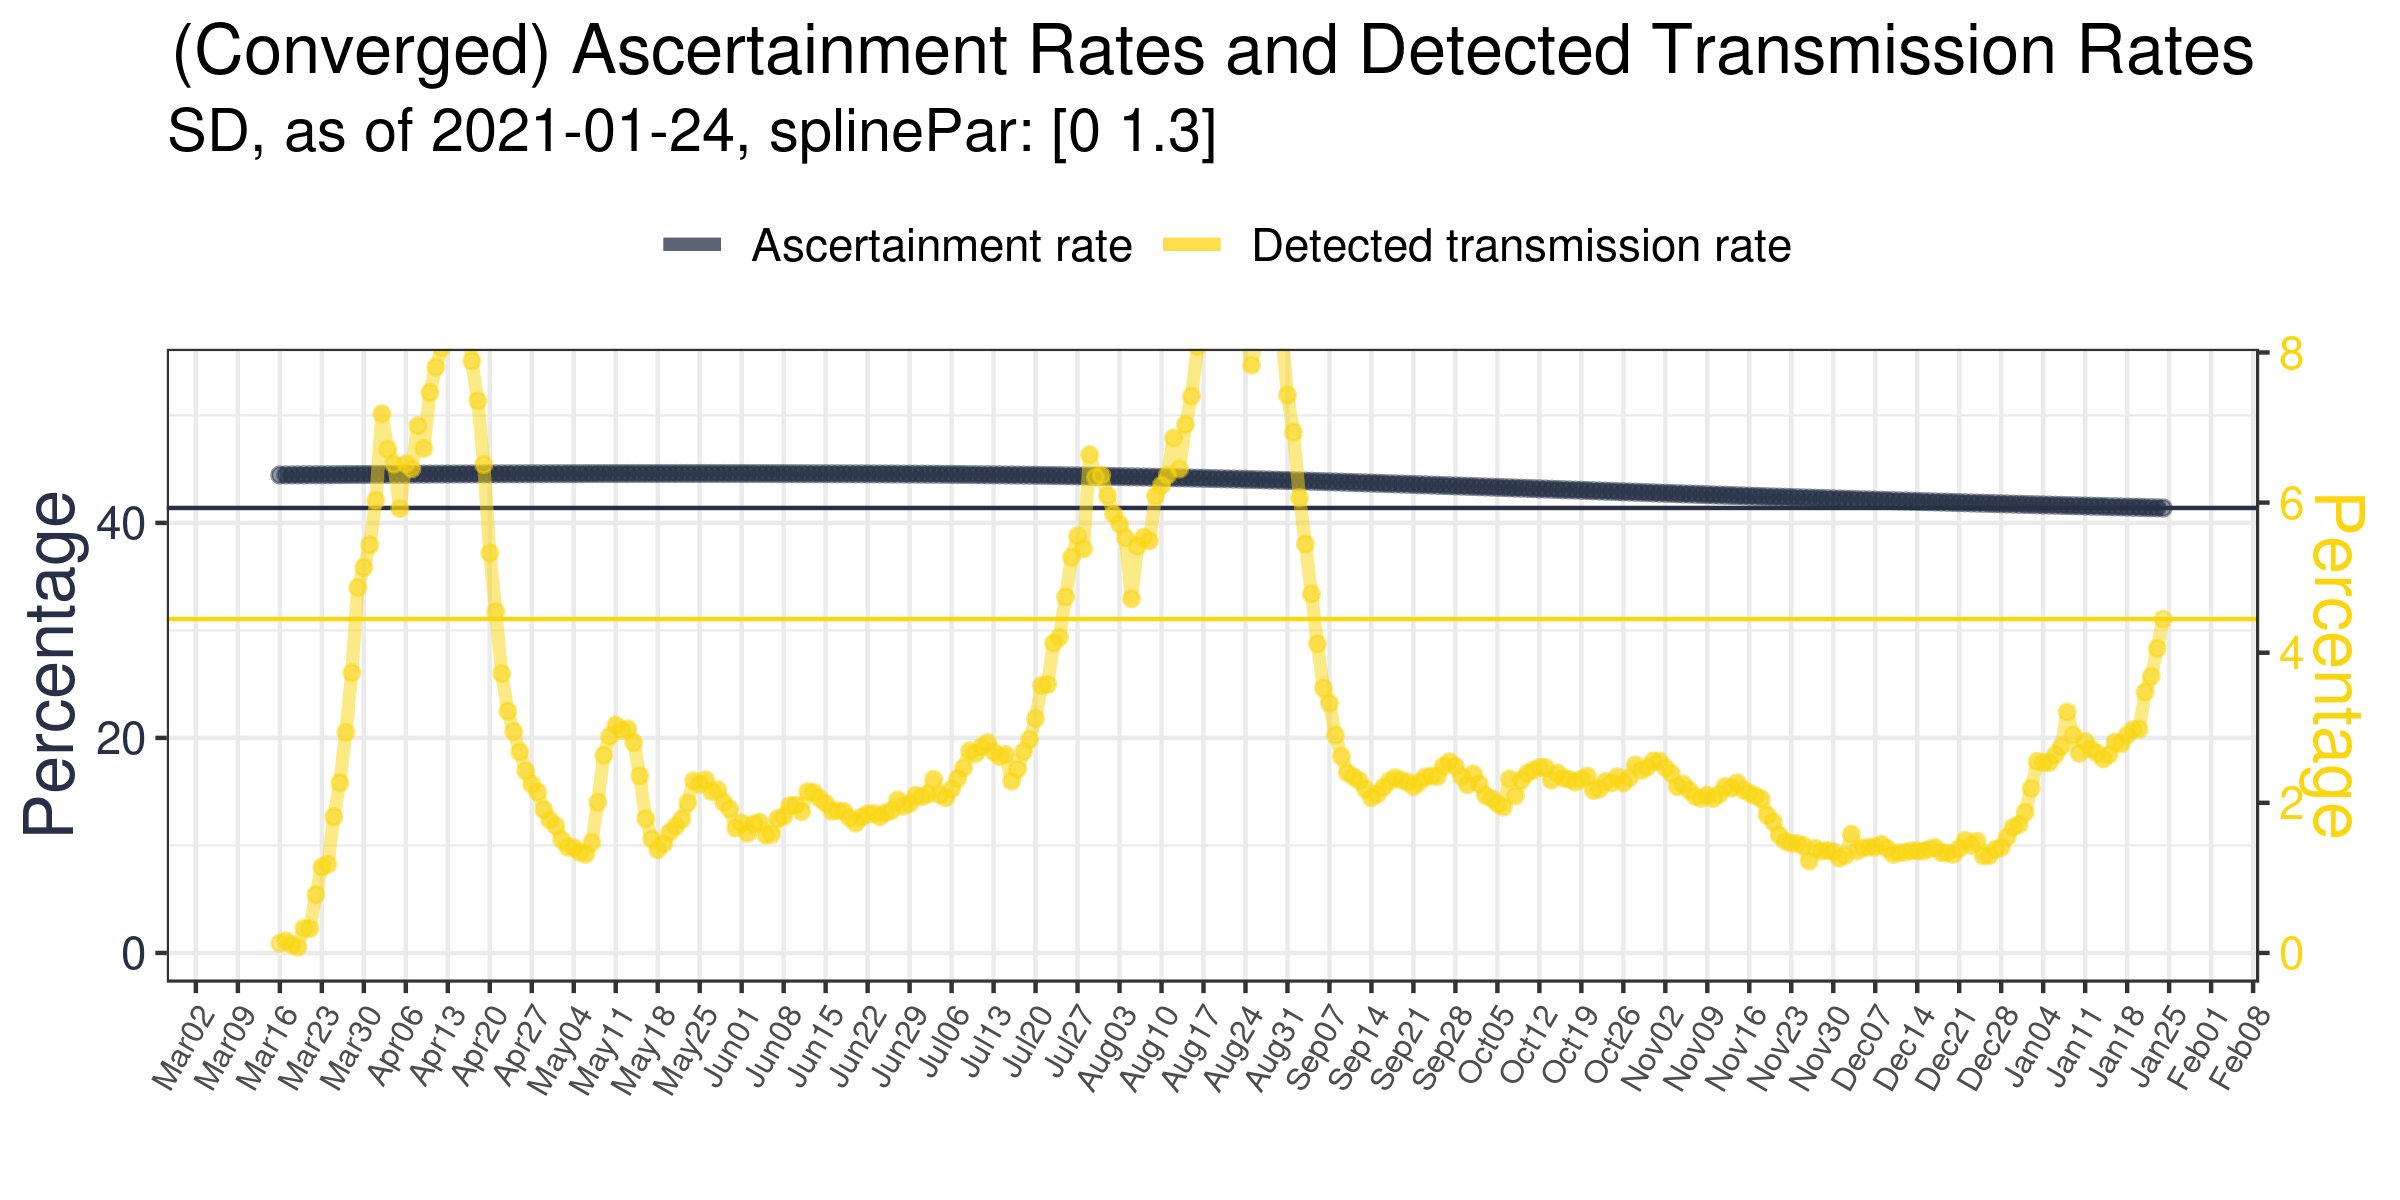 (Converged) Ascertainment Rates and Detected Transmission Rates
SD, as of 2021-01-24, splinePar: [0 1.3]
Ascertainment rate Detected transmission rate
Percentage
40
20
0
8
6
4
2
0
Percentage
Mar02 Mar09 Mar16 Mar23 Mar30 Apr06 Apr13 Apr20 Apr27 May04 May11 May18 May25 Jun01 Jun08 Jun15 Jun22 Jun29 Jul06 Jul13 Jul20 Jul27 Aug03 Aug10 Aug17 Aug24 Aug31 Sep07 Sep14 Sep21 Sep28 Oct05 Oct12 Oct19 Oct26 Nov02 Nov09 Nov16 Nov23 Nov30 Dec07 Dec14 Dec21 Dec28 Jan04 Jan11 Jan18 Jan25 Feb01 Feb08